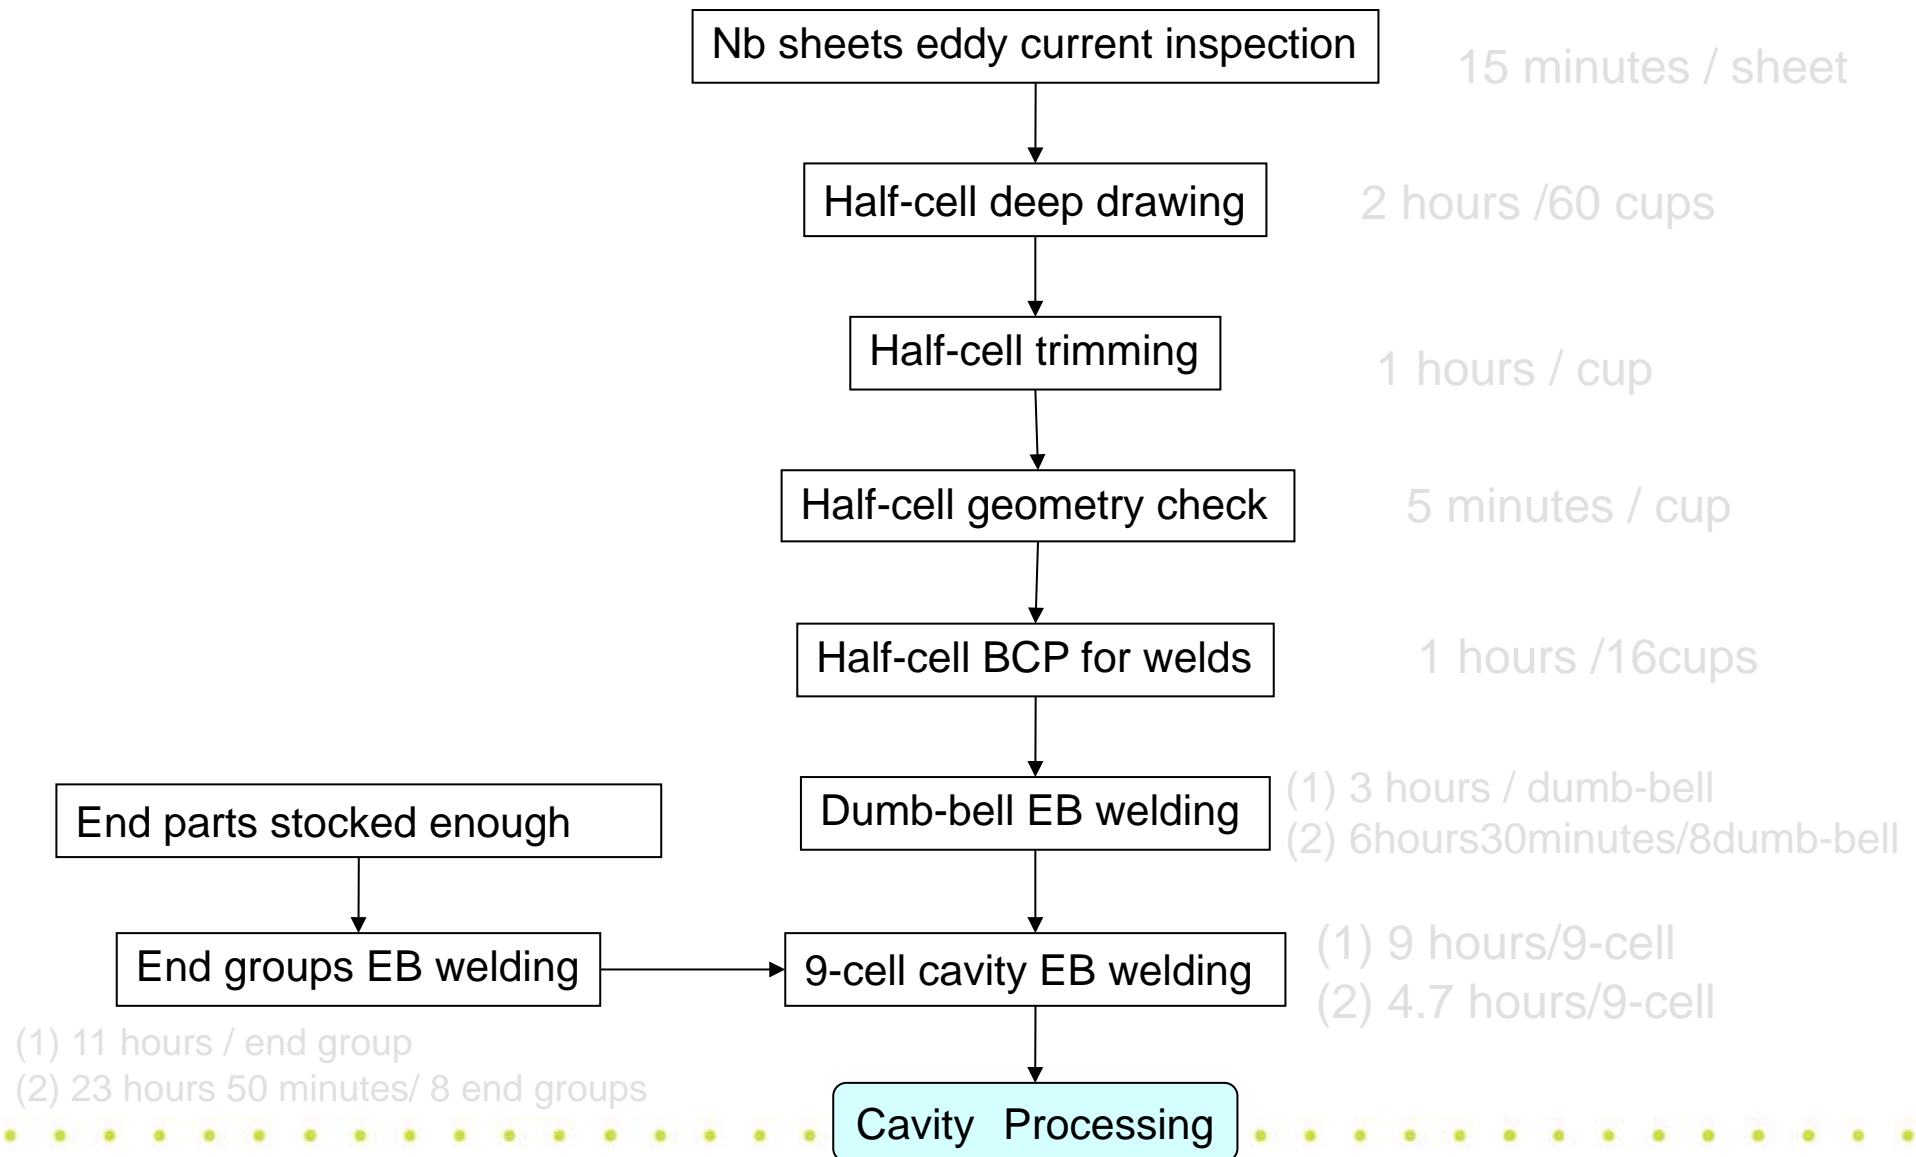 Nb sheets eddy current inspection
15 minutes / sheet
Half-cell deep drawing
2 hours /60 cups
Half-cell trimming
1 hours / cup
Half-cell geometry check
5 minutes / cup
Half-cell BCP for welds
1 hours /16cups
End parts stocked enough
Dumb-bell EB welding
(1) 3 hours / dumb-bell
(2) 6hours30minutes/8dumb-bell
End groups EB welding
9-cell cavity EB welding
(1) 9 hours/9-cell
(2) 4.7 hours/9-cell
(1) 11 hours / end group
(2) 23 hours 50 minutes/ 8 end groups
Cavity Processing